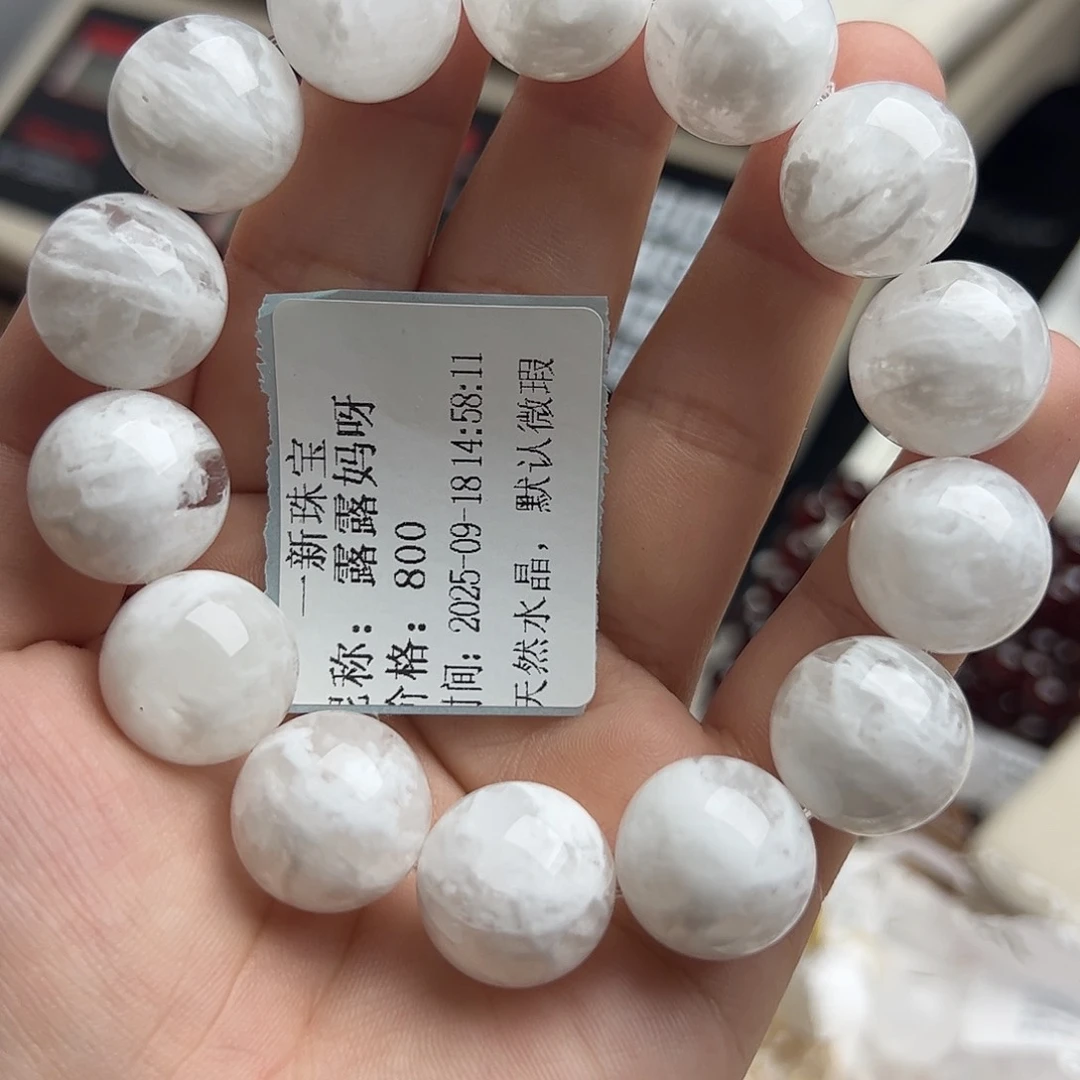 一新珠宝
昵称：露露妈呀
价格：800
时间：2025-09-18 14:58:11
天然水晶，默认微瑕